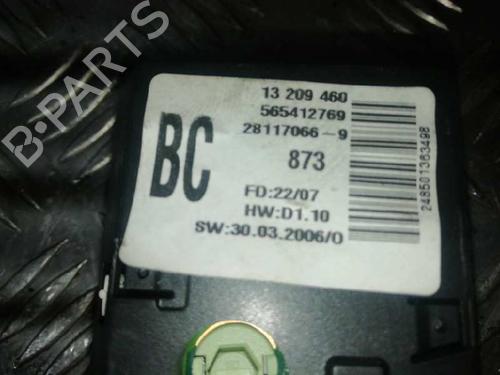 B-PARTS
13 209 460
565412769
28117066-9
BC
873
FD:22/07
HW:D1.10
SW:30.03.2006/0
248501363498